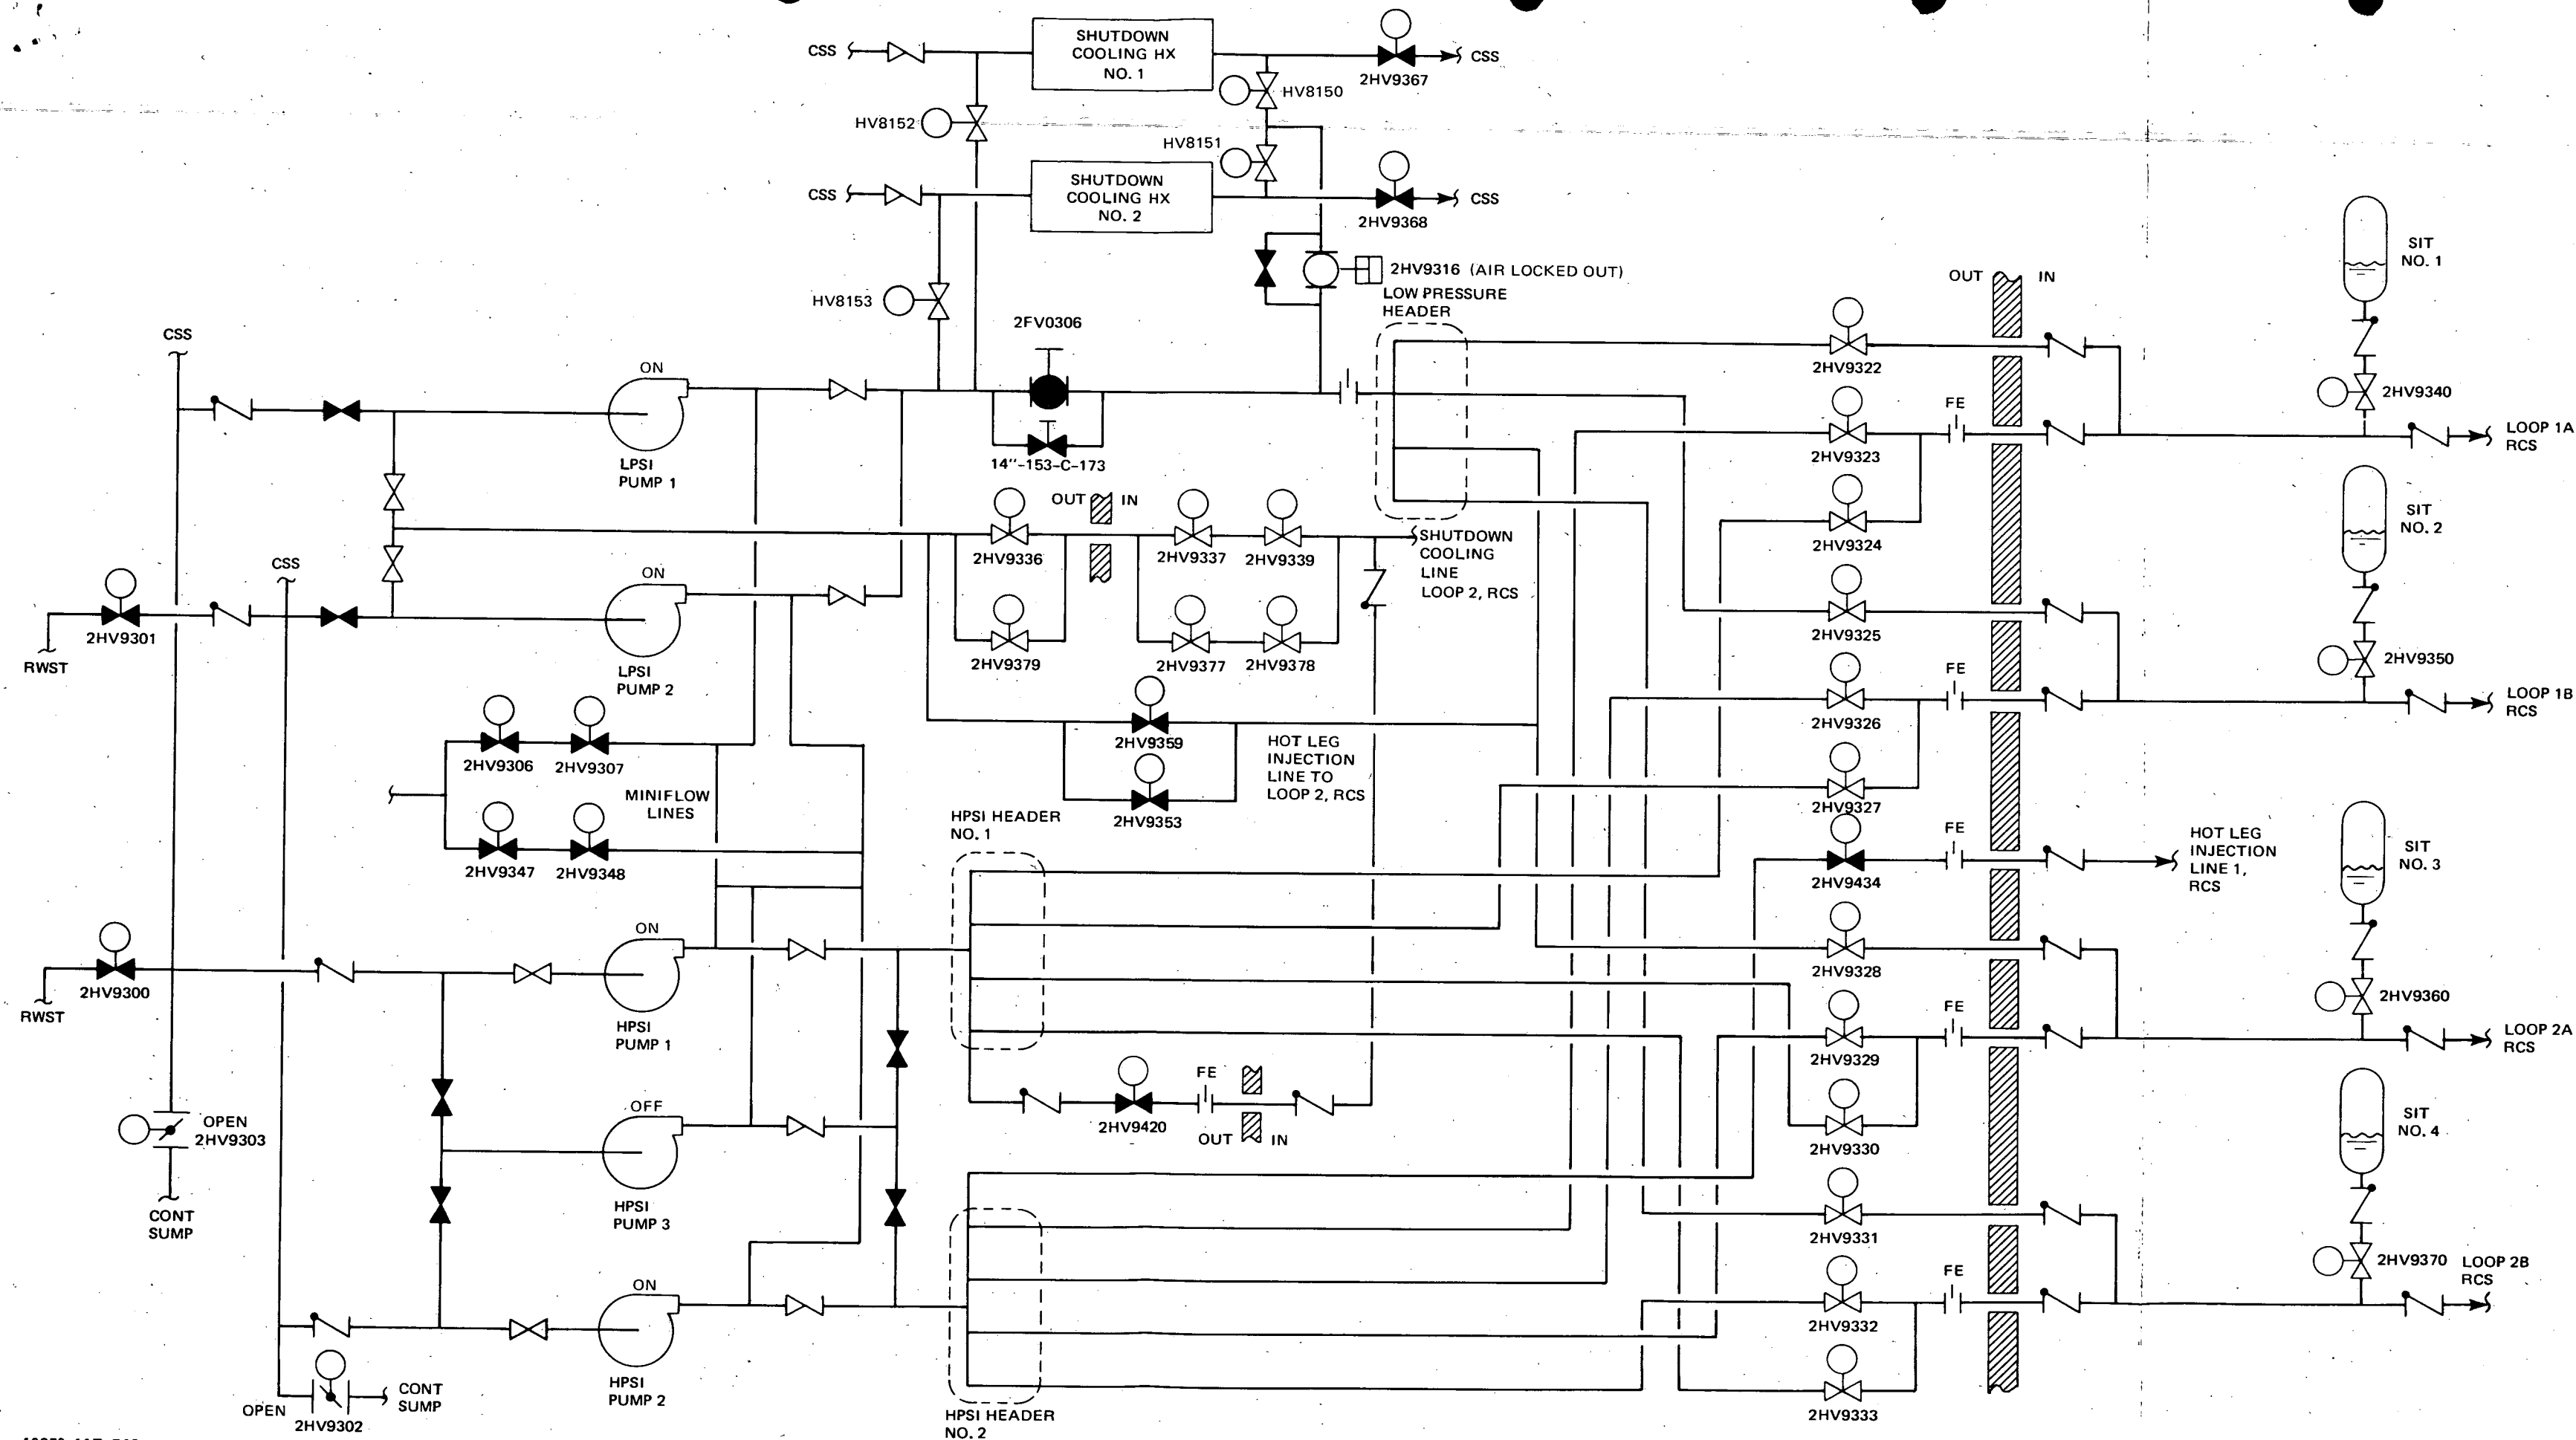 CSS
SHUTDOWN
COOLING HX
NO. 1
2HV9367
CSS
HV8150
HV8152
HV8151
CSS
SHUTDOWN
COOLING HX
NO. 2
2HV9368
CSS
HV8153
2HV9316 (AIR LOCKED OUT)
LOW PRESSURE
HEADER
2FV0306
14"-153-C-173
OUT
IN
SIT
NO. 1
2HV9340
LOOP 1A
RCS
CSS
ON
LPSI
PUMP 1
2HV9322
2HV9323
FE
2HV9324
OUT
IN
2HV9336
2HV9337
2HV9339
SHUTDOWN
COOLING
LINE
LOOP 2, RCS
2HV9379
2HV9377
2HV9378
SIT
NO. 2
2HV9350
LOOP 1B
RCS
CSS
2HV9301
RWST
ON
LPSI
PUMP 2
2HV9325
2HV9326
FE
2HV9327
2HV9306
2HV9307
MINIFLOW
LINES
2HV9347
2HV9348
2HV9359
2HV9353
HOT LEG
INJECTION
LINE TO
LOOP 2, RCS
HPSI HEADER
NO. 1
2HV9434
FE
HOT LEG
INJECTION
LINE 1,
RCS
SIT
NO. 3
2HV9360
LOOP 2A
RCS
2HV9300
RWST
ON
HPSI
PUMP 1
2HV9328
2HV9329
FE
2HV9330
OPEN
2HV9303
CONT
SUMP
OFF
HPSI
PUMP 3
2HV9420
FE
OUT
IN
SIT
NO. 4
2HV9370
LOOP 2B
RCS
2HV9331
2HV9332
FE
2HV9333
ON
HPSI
PUMP 2
HPSI HEADER
NO. 2
OPEN
2HV9302
CONT
SUMP